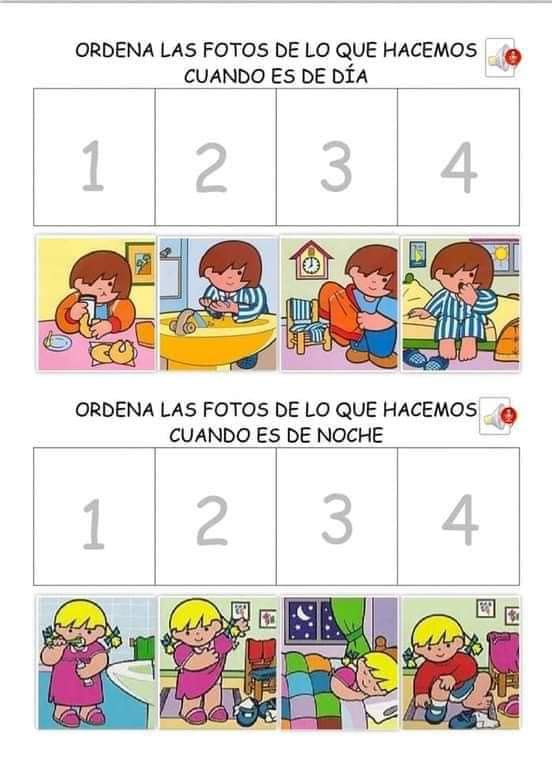 ORDENA LAS FOTOS DE LO QUE HACEMOS
CUANDO ES DE DÍA
1 2 3 4
ORDENA LAS FOTOS DE LO QUE HACEMOS
CUANDO ES DE NOCHE
1 2 3 4